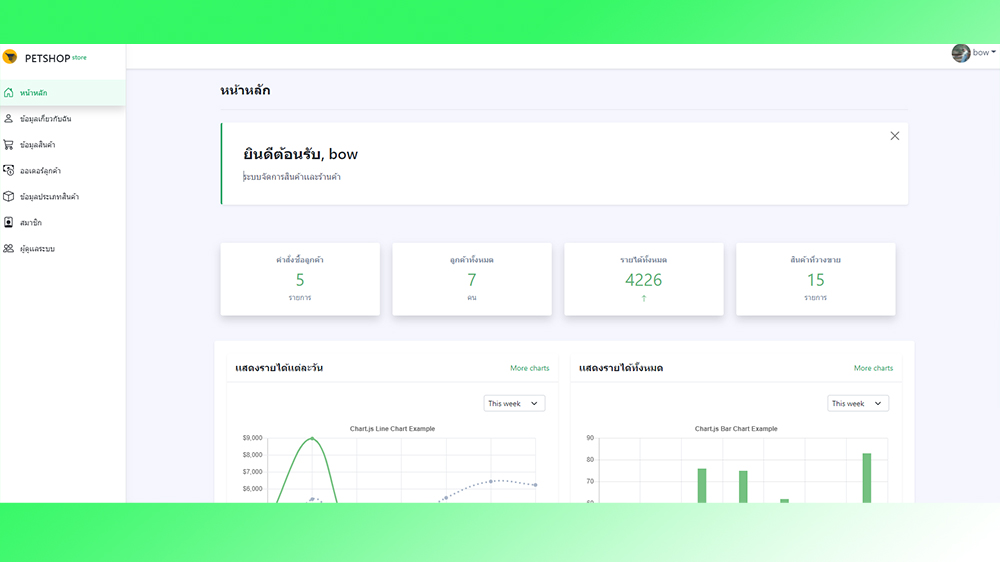 PETSHOP store
bow
หน้าหลัก
ข้อมูลเกี่ยวกับฉัน
ข้อมูลสินค้า
ออเดอร์ลูกค้า
ข้อมูลประเภทสินค้า
สมาชิก
ผู้ดูแลระบบ
หน้าหลัก
ยินดีต้อนรับ, bow
ระบบจัดการสินค้าและร้านค้า
คำสั่งซื้อลูกค้า
5
รายการ
ลูกค้าทั้งหมด
7
คน
รายได้ทั้งหมด
4226
↑
สินค้าที่วางขาย
15
รายการ
แสดงรายได้แต่ละวัน
More charts
This week
Chart.js Line Chart Example
$9,000
$8,000
$7,000
$6,000
แสดงรายได้ทั้งหมด
More charts
This week
Chart.js Bar Chart Example
90
80
70
60